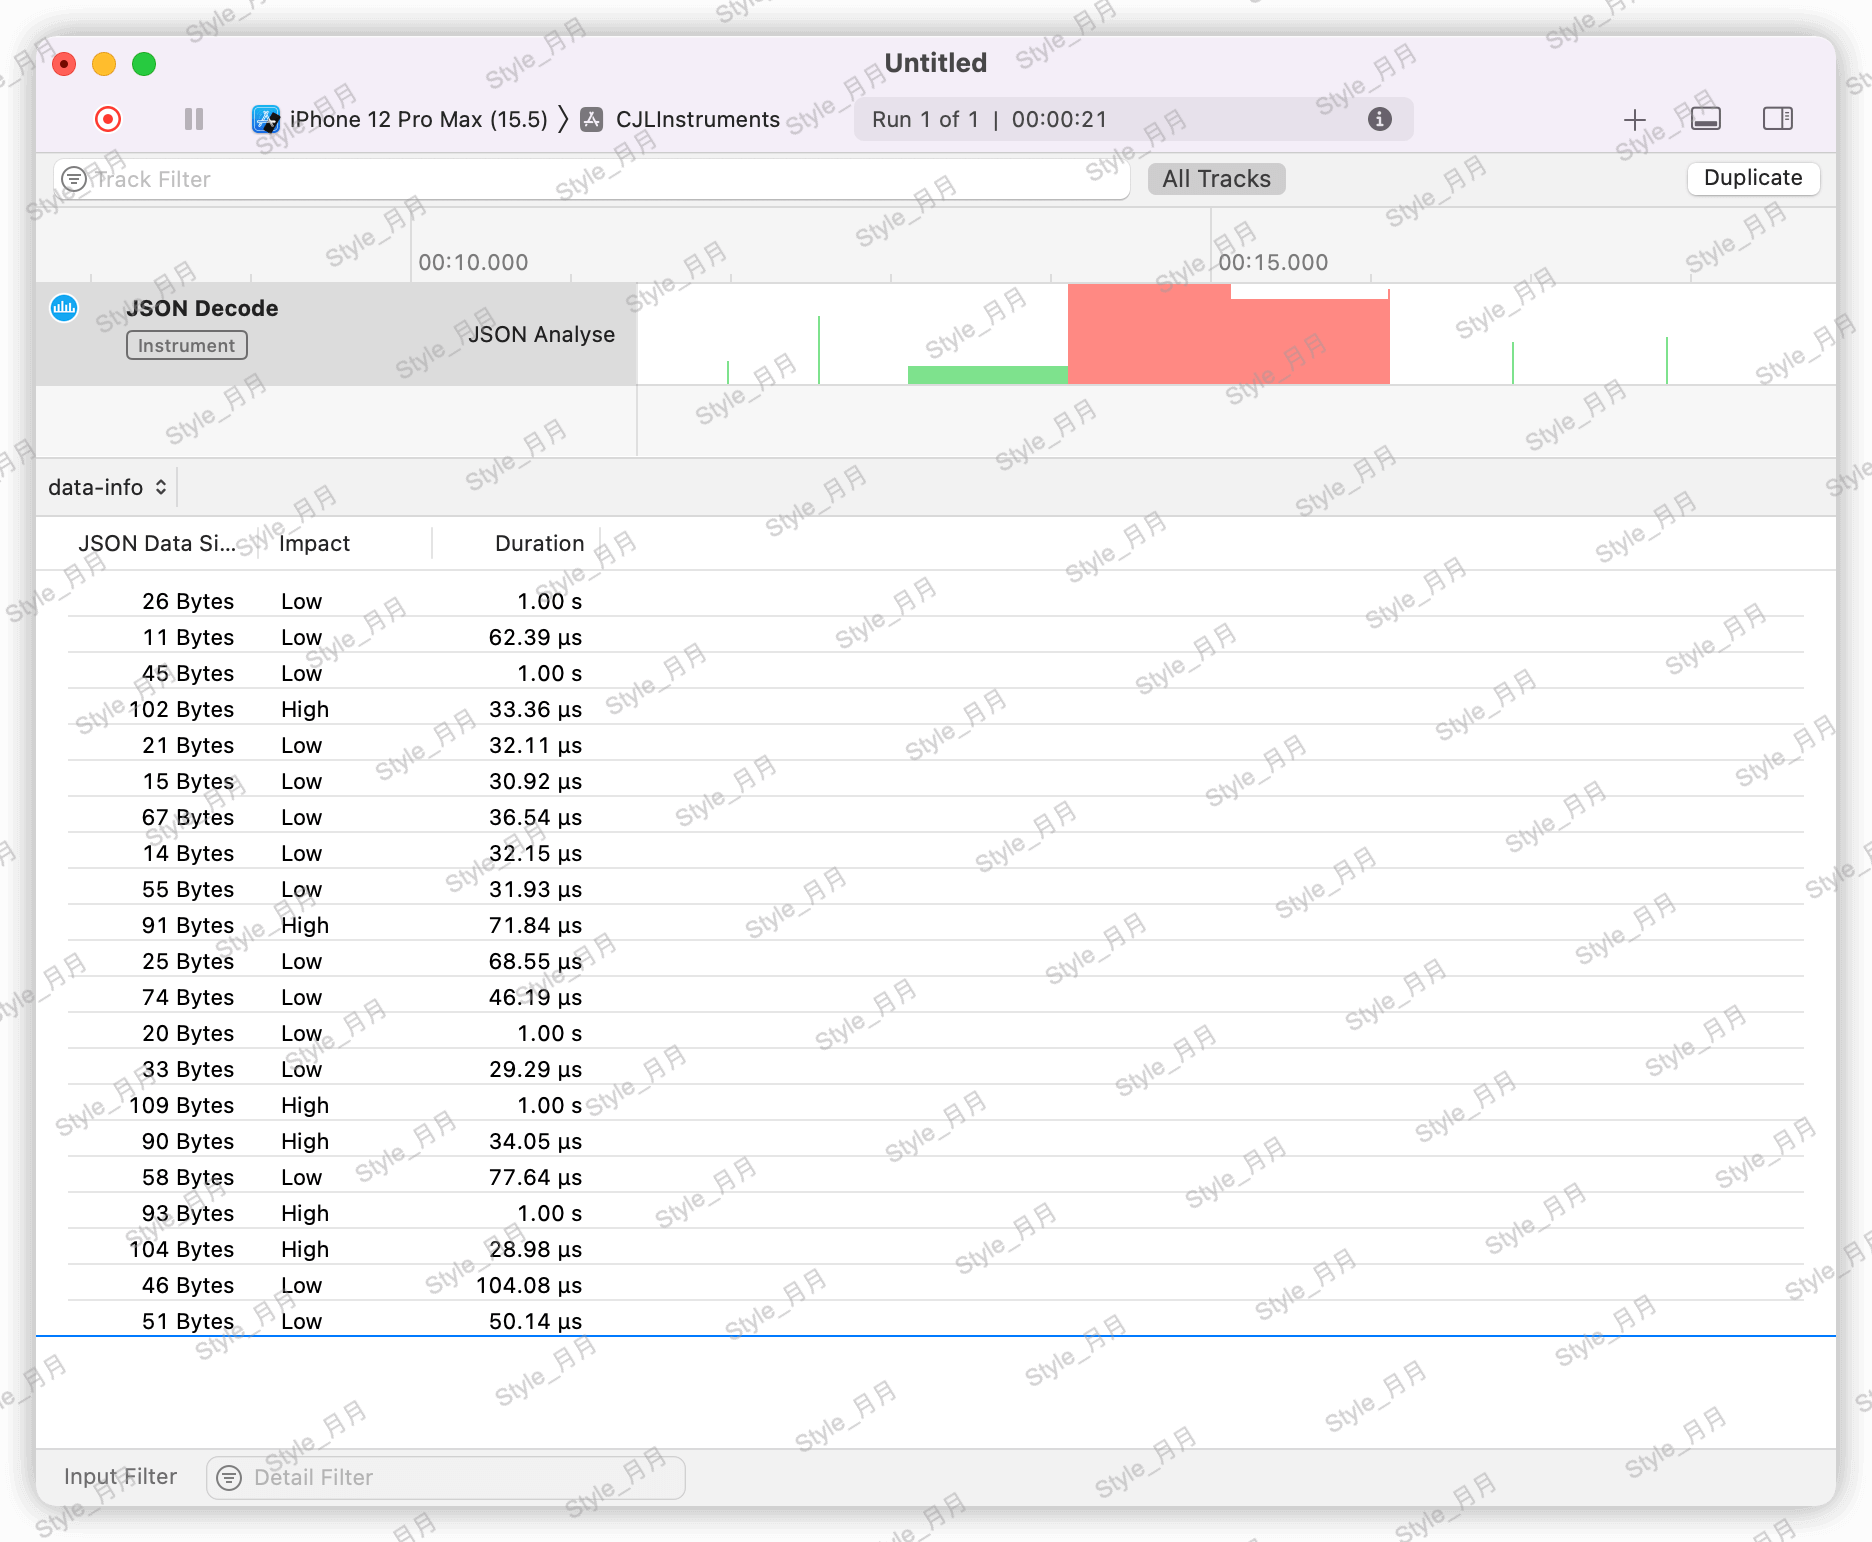 Untitled
iPhone 12 Pro Max (15.5) 〉 CJLInstruments Run 1 of 1 | 00:00:21
Track Filter All Tracks Duplicate
00:10.000 00:15.000
JSON Decode
Instrument
JSON Analyse
data-info
JSON Data Si... Impact Duration
26 Bytes Low 1.00 s
11 Bytes Low 62.39 µs
45 Bytes Low 1.00 s
102 Bytes High 33.36 µs
21 Bytes Low 32.11 µs
15 Bytes Low 30.92 µs
67 Bytes Low 36.54 µs
14 Bytes Low 32.15 µs
55 Bytes Low 31.93 µs
91 Bytes High 71.84 µs
25 Bytes Low 68.55 µs
74 Bytes Low 46.19 µs
20 Bytes Low 1.00 s
33 Bytes Low 29.29 µs
109 Bytes High 1.00 s
90 Bytes High 34.05 µs
58 Bytes Low 77.64 µs
93 Bytes High 1.00 s
104 Bytes High 28.98 µs
46 Bytes Low 104.08 µs
51 Bytes Low 50.14 µs
Input Filter Detail Filter
Style_月月